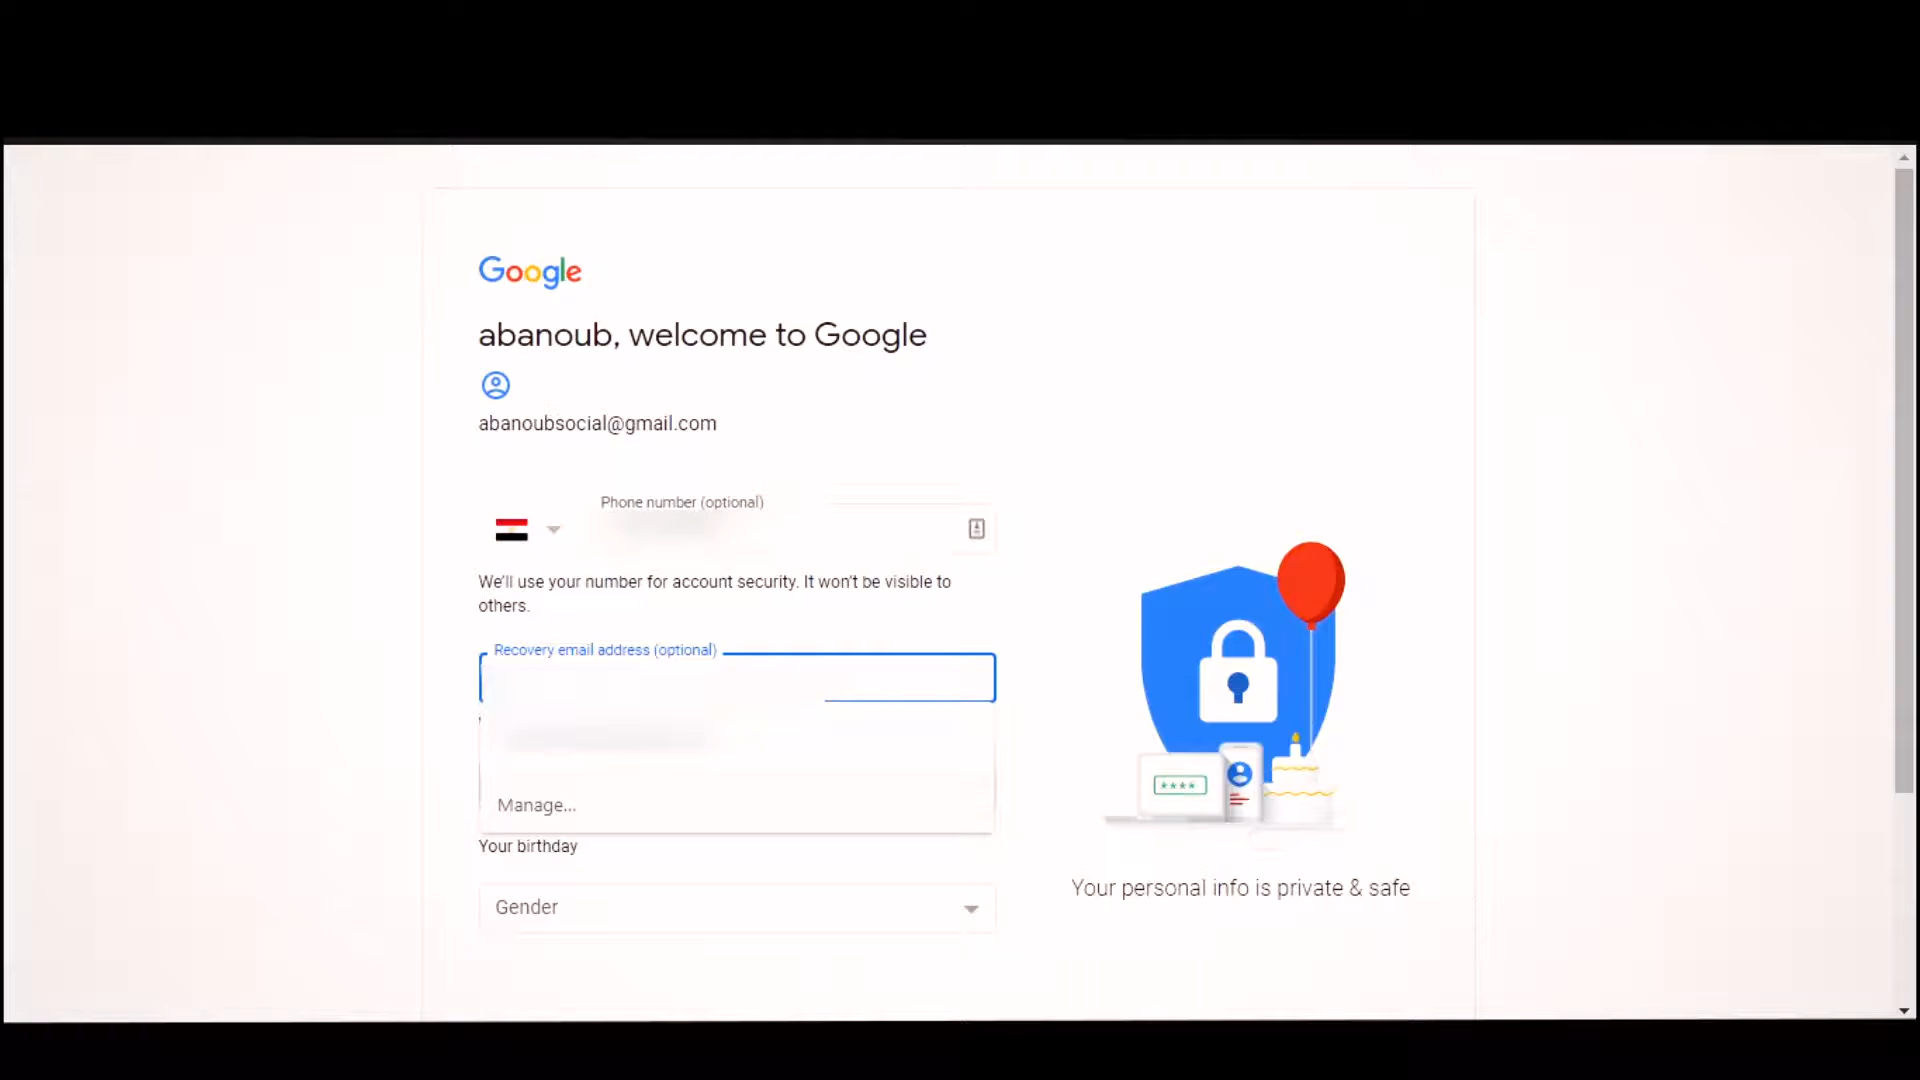 Google
abanoub, welcome to Google
abanoubsocial@gmail.com
Phone number (optional)
We'll use your number for account security. It won't be visible to
others.
Recovery email address (optional)
Manage...
Your birthday
Gender
****
Your personal info is private & safe